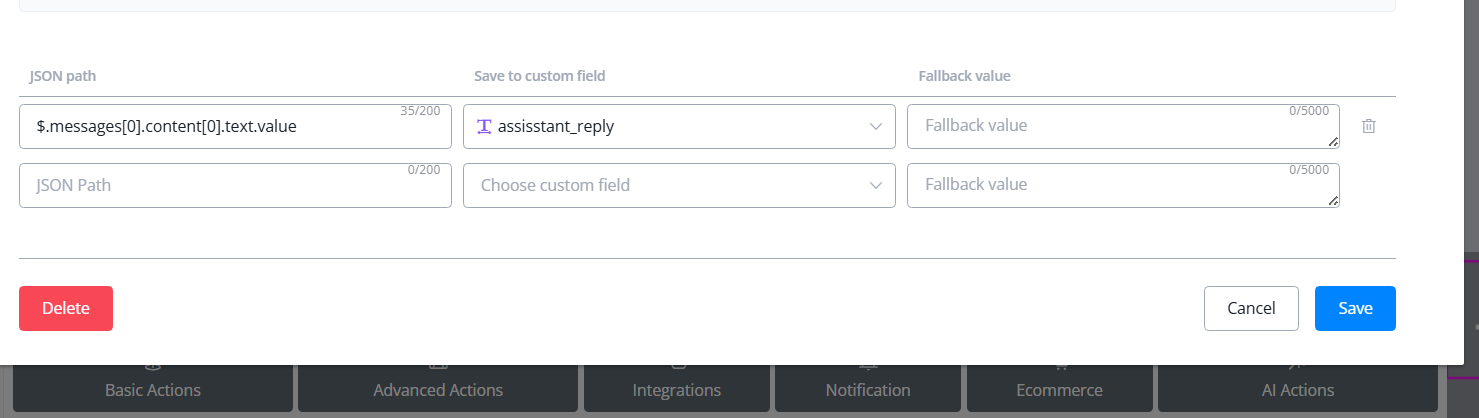 JSON path Save to custom field Fallback value
35/200 0/5000
$.messages[0].content[0].text.value assisstant_reply Fallback value
0/200 0/5000
JSON Path Choose custom field Fallback value
Delete Cancel Save
Basic Actions Advanced Actions Integrations Notification Ecommerce AI Actions